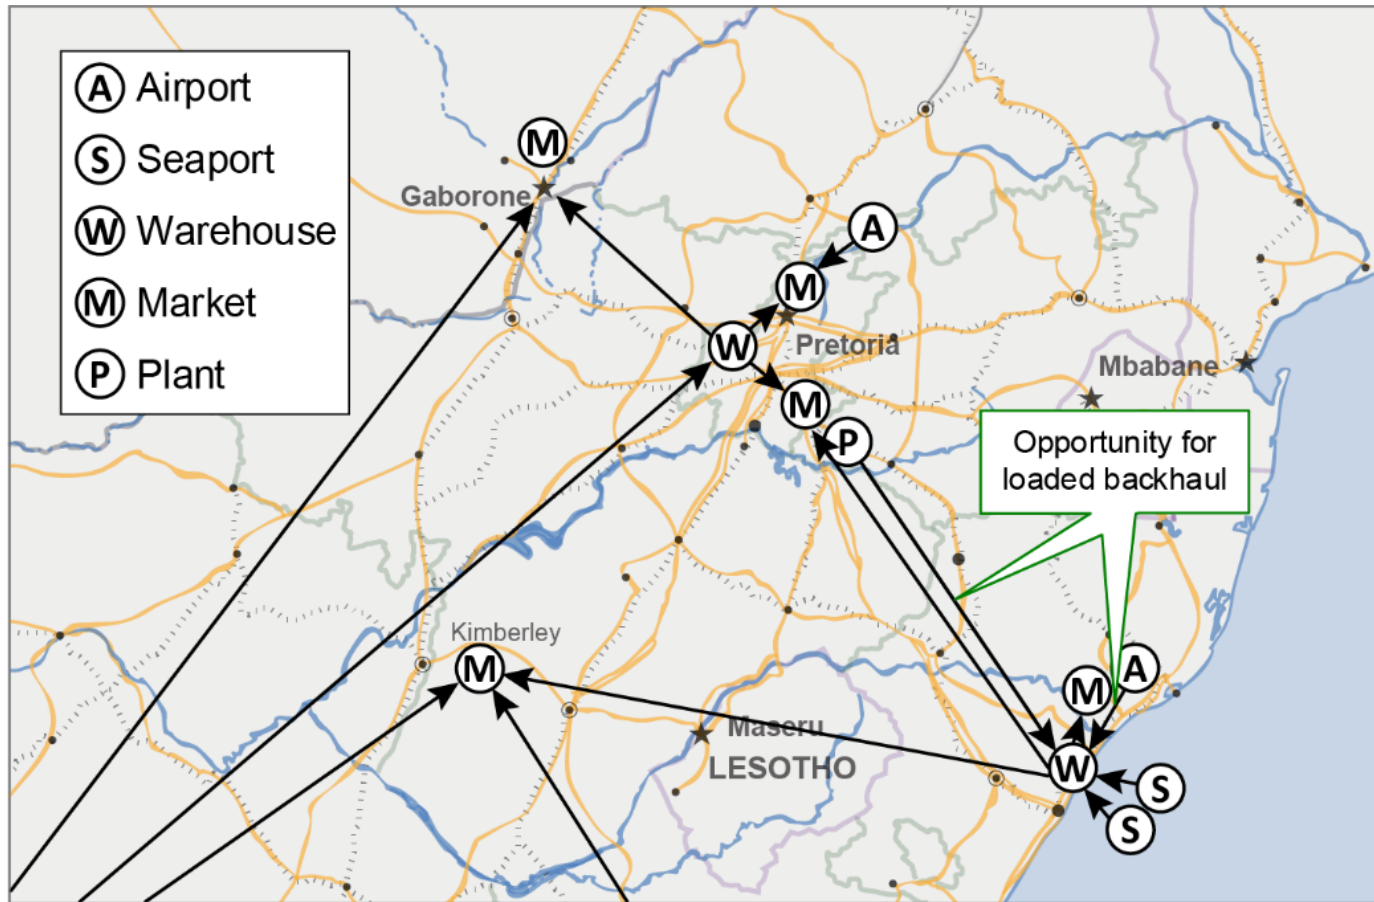 A Airport
S Seaport
W Warehouse
M Market
P Plant
M
Gaborone
A
M
W
Pretoria
Mbabane
M
P
Opportunity for
loaded backhaul
Kimberley
M
A
M
Maseru
LESOTHO
W
S
S